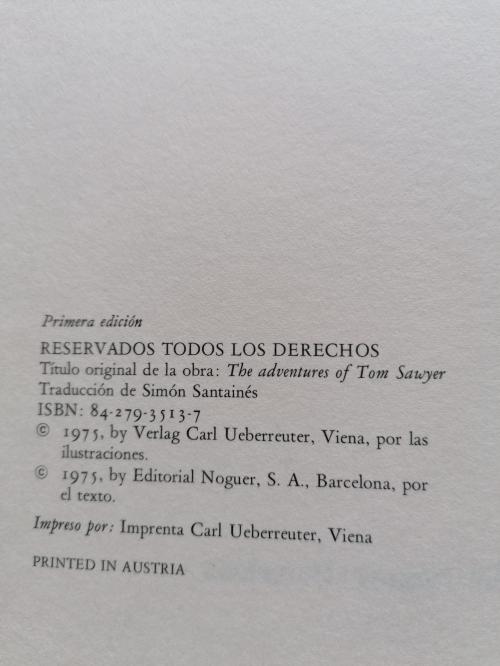 Primera edición
RESERVADOS TODOS LOS DERECHOS
Título original de la obra: The adventures of Tom Sawyer
Traducción de Simón Santainés
ISBN: 84-279-3513-7
© 1975, by Verlag Carl Ueberreuter, Viena, por las
ilustraciones.
© 1975, by Editorial Noguer, S. A., Barcelona, por
el texto.
Impreso por: Imprenta Carl Ueberreuter, Viena
PRINTED IN AUSTRIA